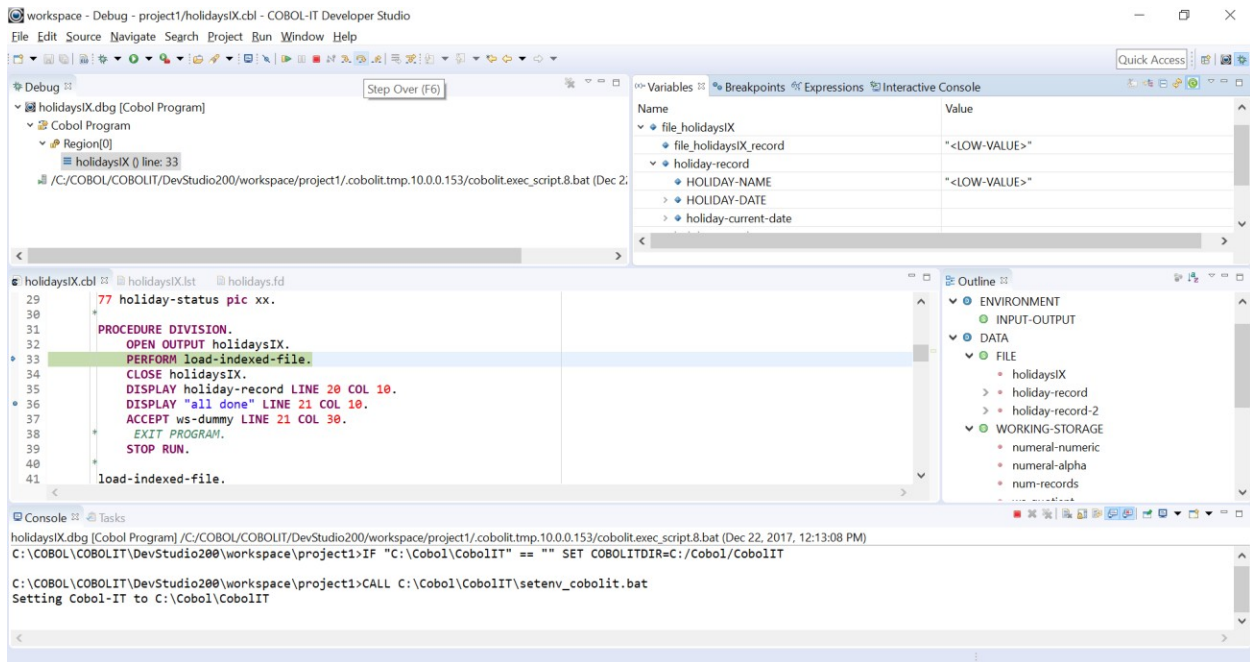 workspace - Debug - project1/holidaysIX.cbl - COBOL-IT Developer Studio
File Edit Source Navigate Search Project Run Window Help
Quick Access
Debug
Step Over (F6)
holidaysIX.dbg [Cobol Program]
Cobol Program
Region[0]
holidaysIX () line: 33
/C:/COBOL/COBOLIT/DevStudio200/workspace/project1/.cobolit.tmp.10.0.0.153/cobolit.exec_script.8.bat (Dec 22
Variables Breakpoints Expressions Interactive Console
Name Value
file_holidaysIX
file_holidaysIX_record "<LOW-VALUE>"
holiday-record
HOLIDAY-NAME "<LOW-VALUE>"
HOLIDAY-DATE
holiday-current-date
holidaysIX.cbl holidaysIX.lst holidays.fd
29 77 holiday-status pic xx.
30 *
31 PROCEDURE DIVISION.
32 OPEN OUTPUT holidaysIX.
33 PERFORM load-indexed-file.
34 CLOSE holidaysIX.
35 DISPLAY holiday-record LINE 20 COL 10.
36 DISPLAY "all done" LINE 21 COL 10.
37 ACCEPT ws-dummy LINE 21 COL 30.
38 * EXIT PROGRAM.
39 STOP RUN.
40 *
41 load-indexed-file.
Outline
ENVIRONMENT
INPUT-OUTPUT
DATA
FILE
holidaysIX
holiday-record
holiday-record-2
WORKING-STORAGE
numeral-numeric
numeral-alpha
num-records
Console Tasks
holidaysIX.dbg [Cobol Program] /C:/COBOL/COBOLIT/DevStudio200/workspace/project1/.cobolit.tmp.10.0.0.153/cobolit.exec_script.8.bat (Dec 22, 2017, 12:13:08 PM)
C:\COBOL\COBOLIT\DevStudio200\workspace\project1>IF "C:\Cobol\CobolIT" == "" SET COBOLITDIR=C:/Cobol/CobolIT
C:\COBOL\COBOLIT\DevStudio200\workspace\project1>CALL C:\Cobol\CobolIT\setenv_cobolit.bat
Setting Cobol-IT to C:\Cobol\CobolIT